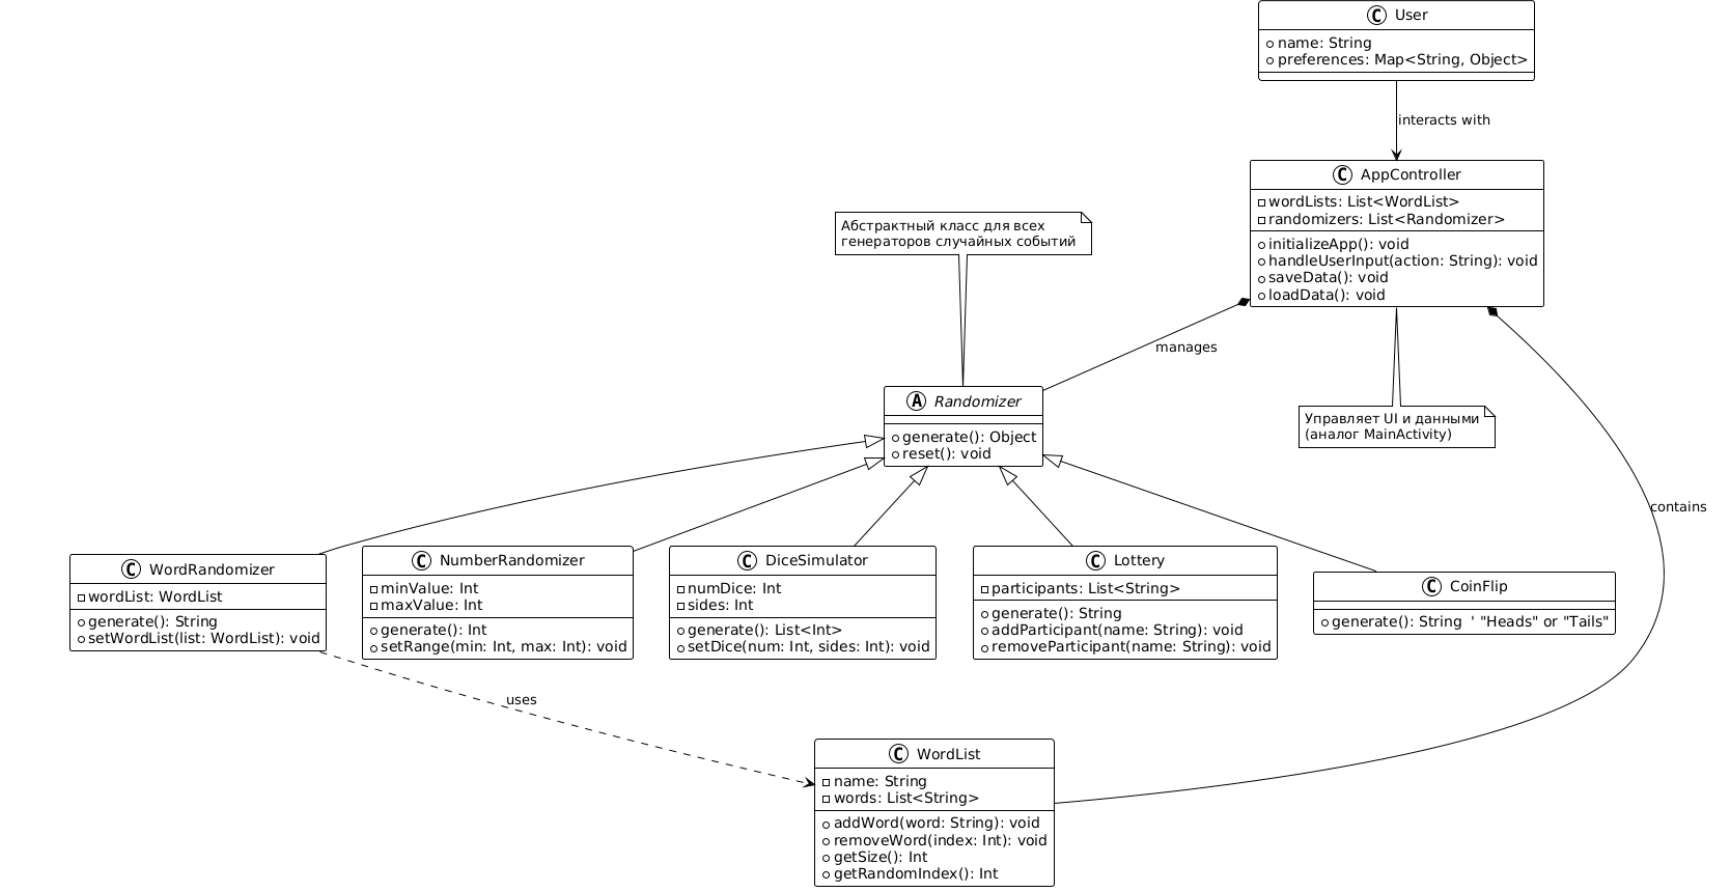 C User
name: String
preferences: Map<String, Object>
interacts with
C AppController
wordLists: List<WordList>
randomizers: List<Randomizer>
initializeApp(): void
handleUserInput(action: String): void
saveData(): void
loadData(): void
Абстрактный класс для всех
генераторов случайных событий
manages
Управляет UI и данными
(аналог MainActivity)
A Randomizer
generate(): Object
reset(): void
contains
C WordRandomizer
wordList: WordList
generate(): String
setWordList(list: WordList): void
C NumberRandomizer
minValue: Int
maxValue: Int
generate(): Int
setRange(min: Int, max: Int): void
C DiceSimulator
numDice: Int
sides: Int
generate(): List<Int>
setDice(num: Int, sides: Int): void
C Lottery
participants: List<String>
generate(): String
addParticipant(name: String): void
removeParticipant(name: String): void
C CoinFlip
generate(): String ' "Heads" or "Tails"
uses
C WordList
name: String
words: List<String>
addWord(word: String): void
removeWord(index: Int): void
getSize(): Int
getRandomIndex(): Int